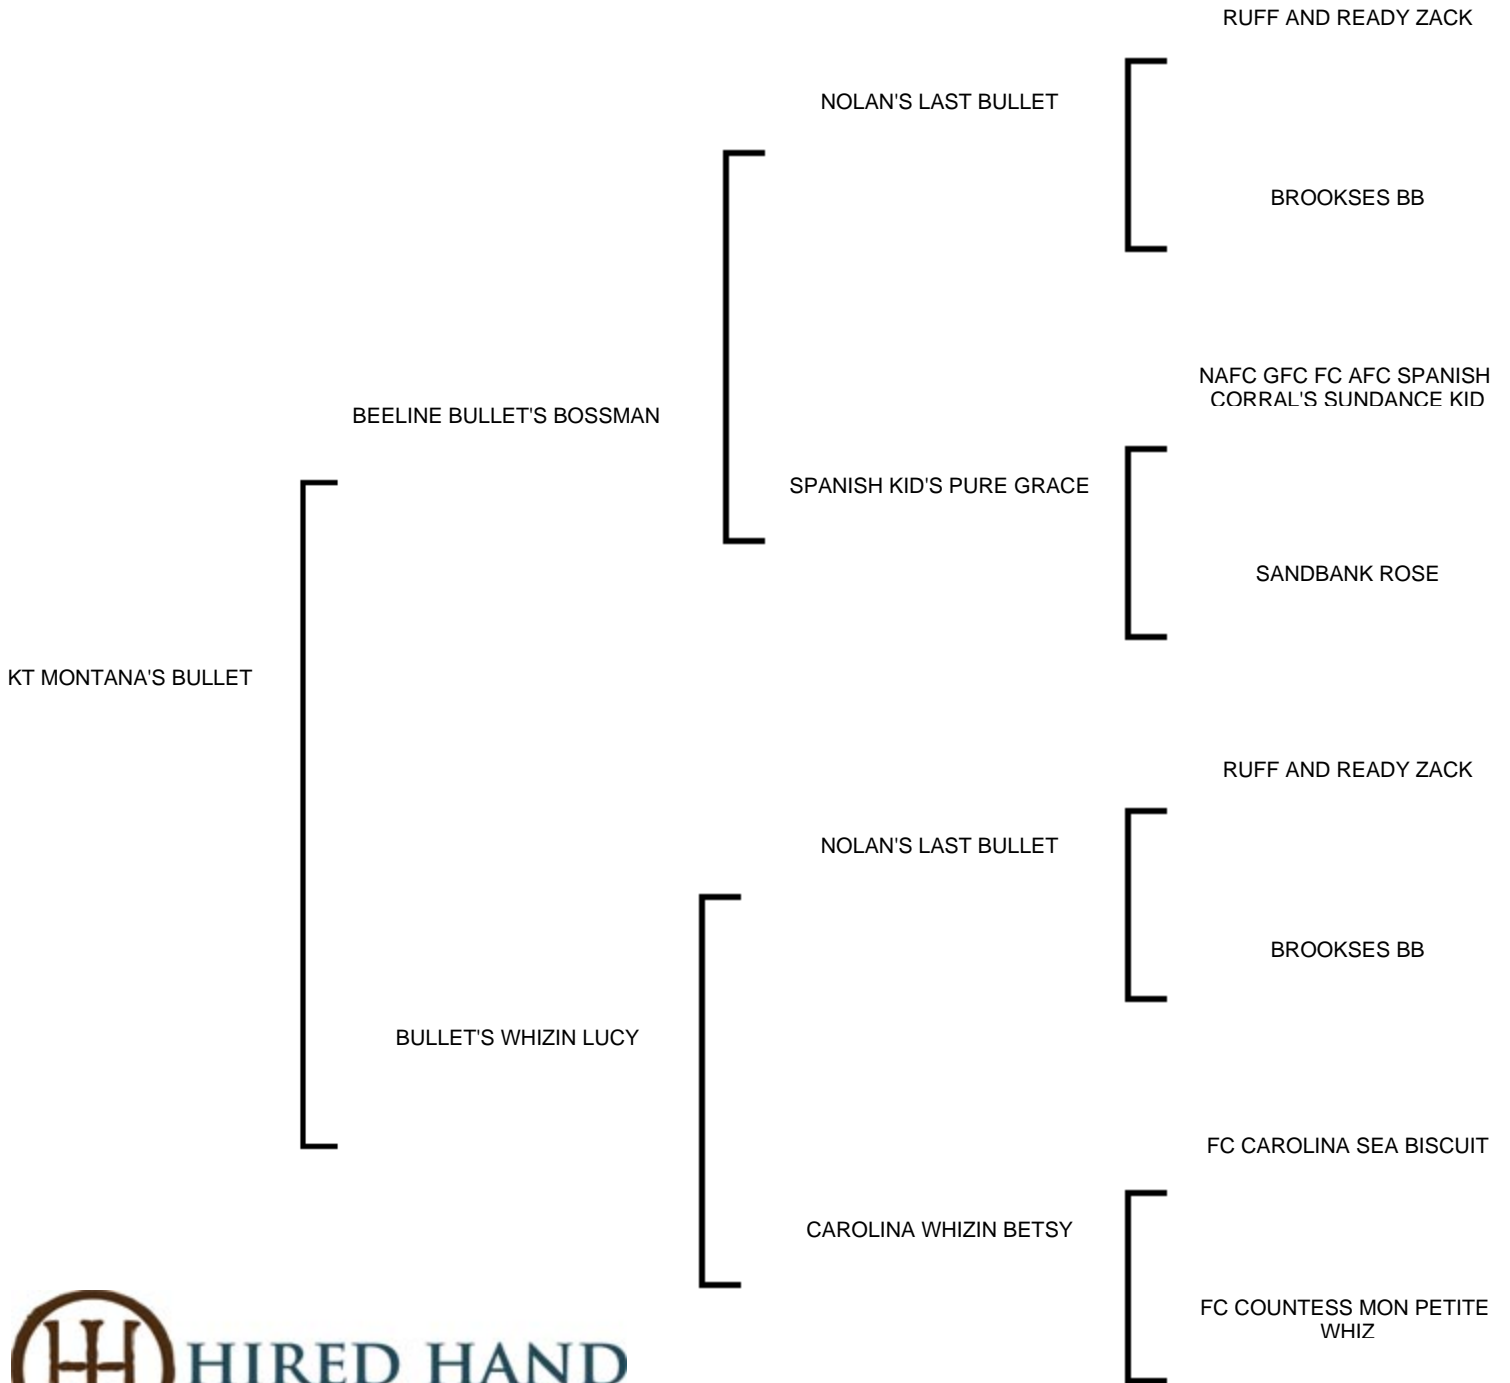 RUFF AND READY ZACK
NOLAN'S LAST BULLET
BROOKSES BB
NAFC GFC FC AFC SPANISH
CORRAL'S SUNDANCE KID
BEELINE BULLET'S BOSSMAN
SPANISH KID'S PURE GRACE
SANDBANK ROSE
KT MONTANA'S BULLET
RUFF AND READY ZACK
NOLAN'S LAST BULLET
BROOKSES BB
BULLET'S WHIZIN LUCY
FC CAROLINA SEA BISCUIT
CAROLINA WHIZIN BETSY
FC COUNTESS MON PETITE
WHIZ
HH HIRED HAND